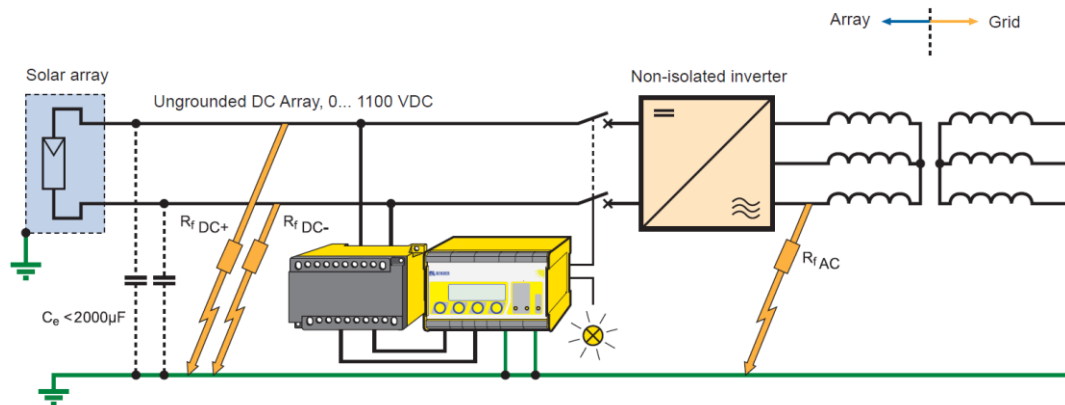 Array Grid
Solar array
Non-isolated inverter
Ungrounded DC Array, 0... 1100 VDC
Rf DC+
Rf DC-
Rf AC
Ce <2000µF